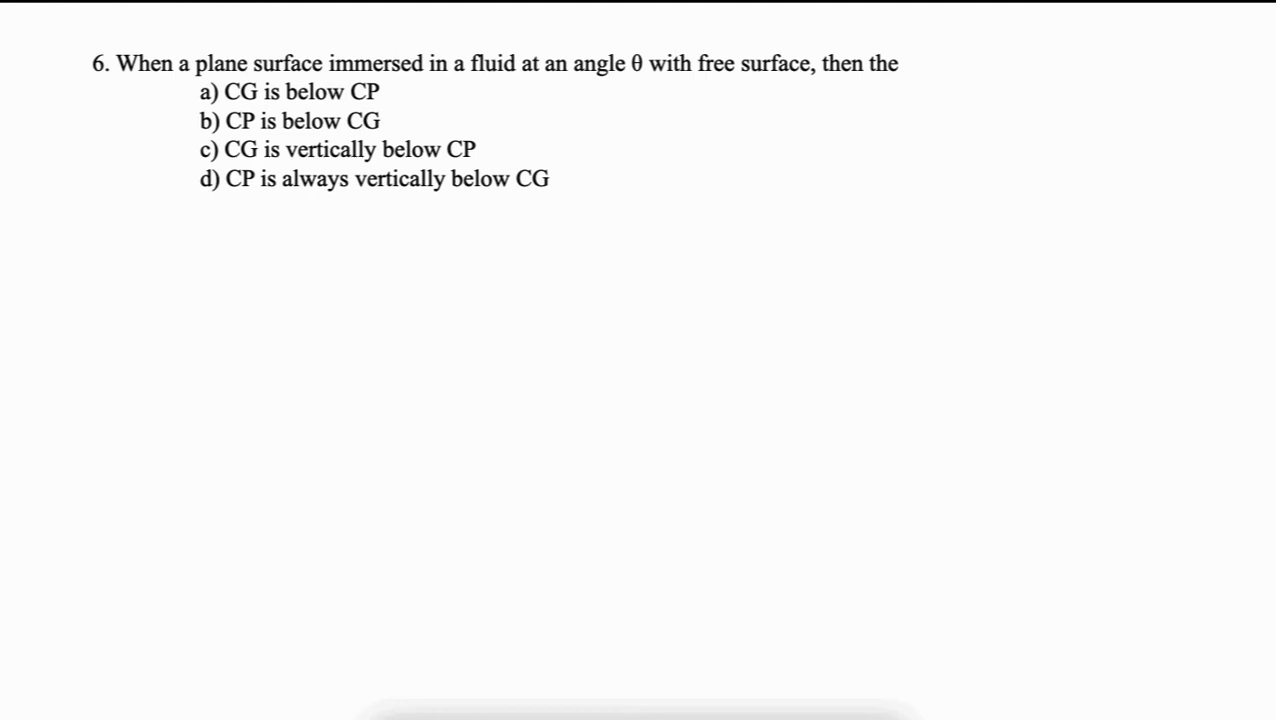 6. When a plane surface immersed in a fluid at an angle θ with free surface, then the
a) CG is below CP
b) CP is below CG
c) CG is vertically below CP
d) CP is always vertically below CG